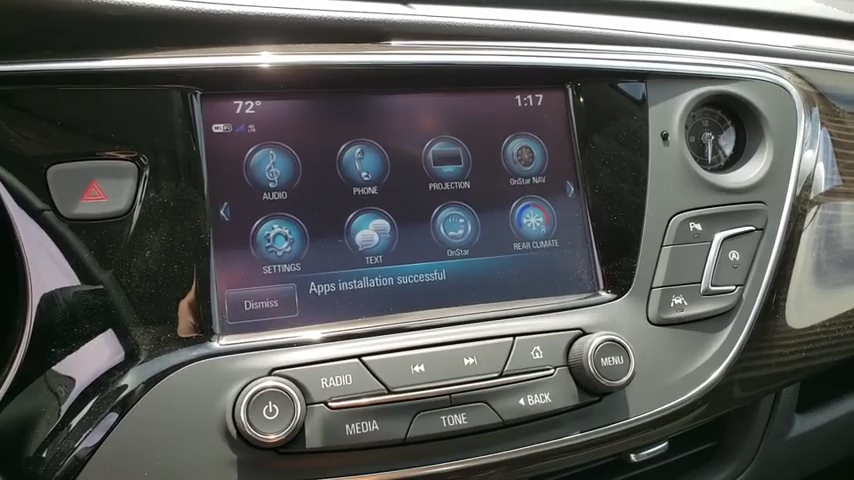 72°
1:17
WiFi
AUDIO
PHONE
PROJECTION
OnStar NAV
SETTINGS
TEXT
OnStar
REAR CLIMATE
Apps installation successful
Dismiss
RADIO
MENU
MEDIA
TONE
BACK